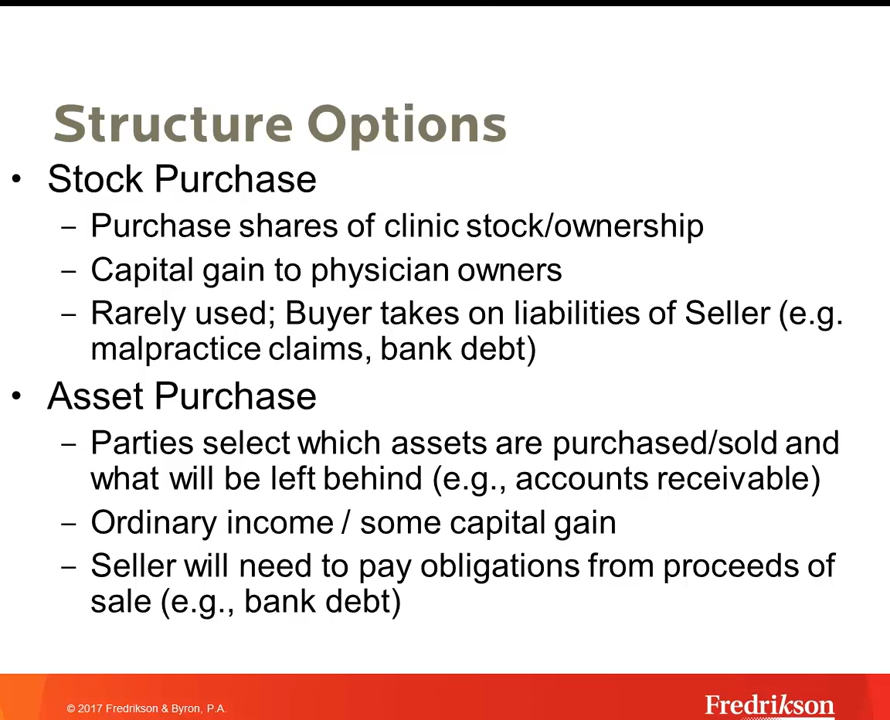 Structure Options
• Stock Purchase
– Purchase shares of clinic stock/ownership
– Capital gain to physician owners
– Rarely used; Buyer takes on liabilities of Seller (e.g.
malpractice claims, bank debt)
• Asset Purchase
– Parties select which assets are purchased/sold and
what will be left behind (e.g., accounts receivable)
– Ordinary income / some capital gain
– Seller will need to pay obligations from proceeds of
sale (e.g., bank debt)
© 2017 Fredrikson & Byron, P.A.
Fredrikson